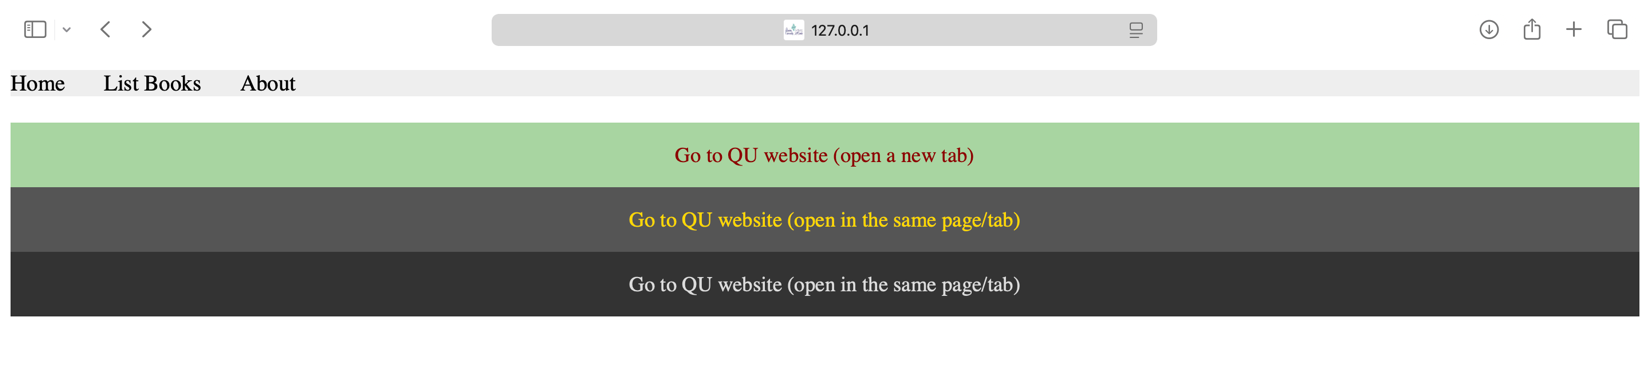 127.0.0.1
Home List Books About
Go to QU website (open a new tab)
Go to QU website (open in the same page/tab)
Go to QU website (open in the same page/tab)